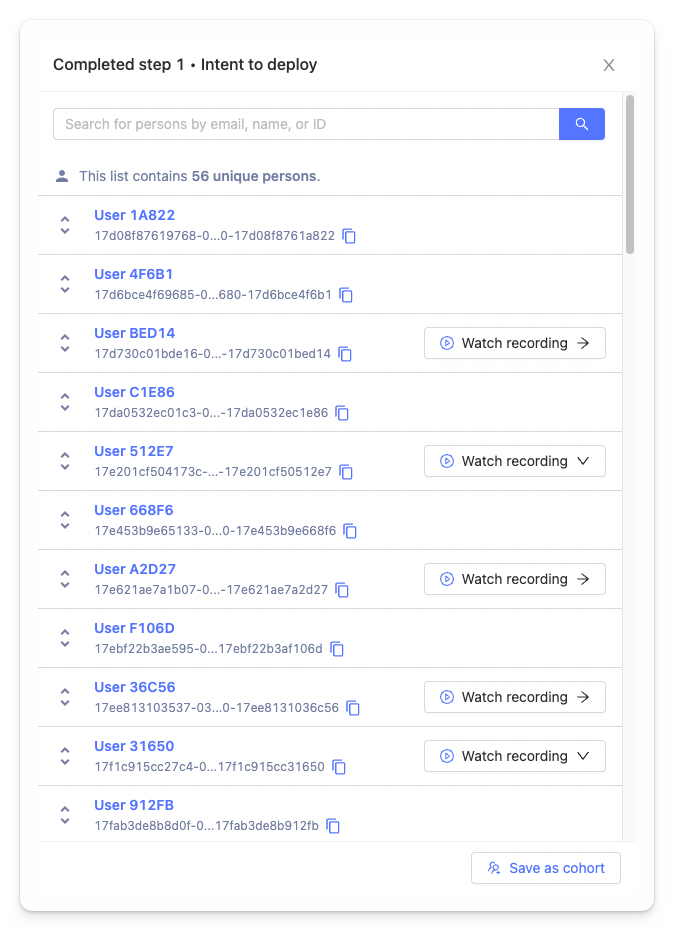 Completed step 1 • Intent to deploy
Search for persons by email, name, or ID
This list contains 56 unique persons.
User 1A822
17d08f87619768-0...0-17d08f8761a822
User 4F6B1
17d6bce4f69685-0...680-17d6bce4f6b1
User BED14
17d730c01bde16-0...-17d730c01bed14
Watch recording
User C1E86
17da0532ec01c3-0...-17da0532ec1e86
User 512E7
17e201cf504173c-...-17e201cf50512e7
Watch recording
User 668F6
17e453b9e65133-0...0-17e453b9e668f6
User A2D27
17e621ae7a1b07-0...-17e621ae7a2d27
Watch recording
User F106D
17ebf22b3ae595-0...17ebf22b3af106d
User 36C56
17ee813103537-03...0-17ee8131036c56
Watch recording
User 31650
17f1c915cc27c4-0...17f1c915cc31650
Watch recording
User 912FB
17fab3de8b8d0f-0...17fab3de8b912fb
Save as cohort